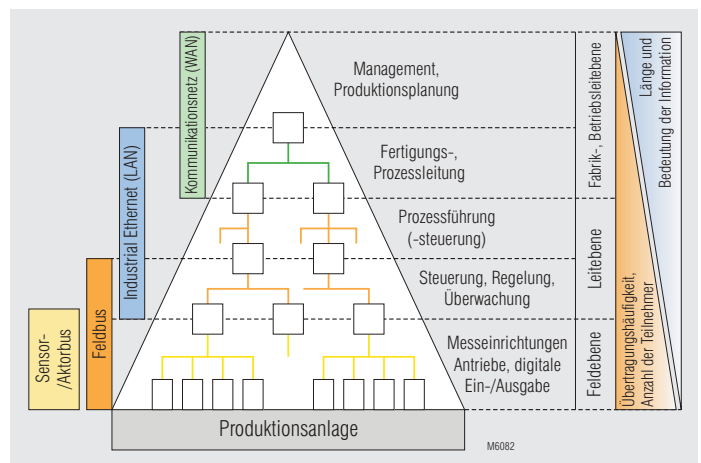 Kommunikationsnetz (WAN)
Industrial Ethernet (LAN)
Feldbus
Sensor-
/Aktorbus
Management,
Produktionsplanung
Fertigungs-,
Prozessleitung
Prozessführung
(-steuerung)
Steuerung, Regelung,
Überwachung
Messeinrichtungen
Antriebe, digitale
Ein-/Ausgabe
Fabrik-, Betriebsleitebene
Leitebene
Feldebene
Länge und
Bedeutung der Information
Übertragungshäufigkeit,
Anzahl der Teilnehmer
Produktionsanlage
M6082